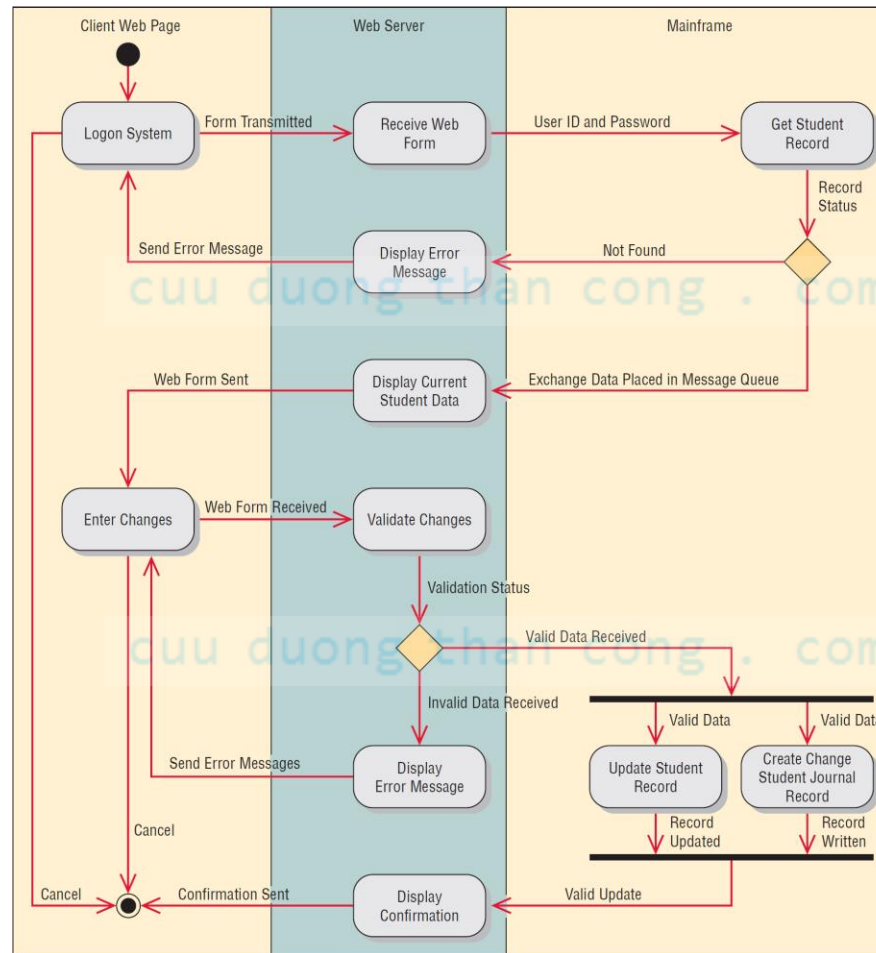 Client Web Page
Web Server
Mainframe
Logon System
Form Transmitted
Receive Web
Form
User ID and Password
Get Student
Record
Record
Status
Send Error Message
Display Error
Message
Not Found
cuu duong than cong . com
Web Form Sent
Display Current
Student Data
Exchange Data Placed in Message Queue
Enter Changes
Web Form Received
Validate Changes
Validation Status
Valid Data Received
cuu duong than cong . com
Invalid Data Received
Valid Data
Valid Dat
Send Error Messages
Display
Error Message
Update Student
Record
Create Change
Student Journal
Record
Record
Updated
Record
Written
Cancel
Cancel
Confirmation Sent
Display
Confirmation
Valid Update